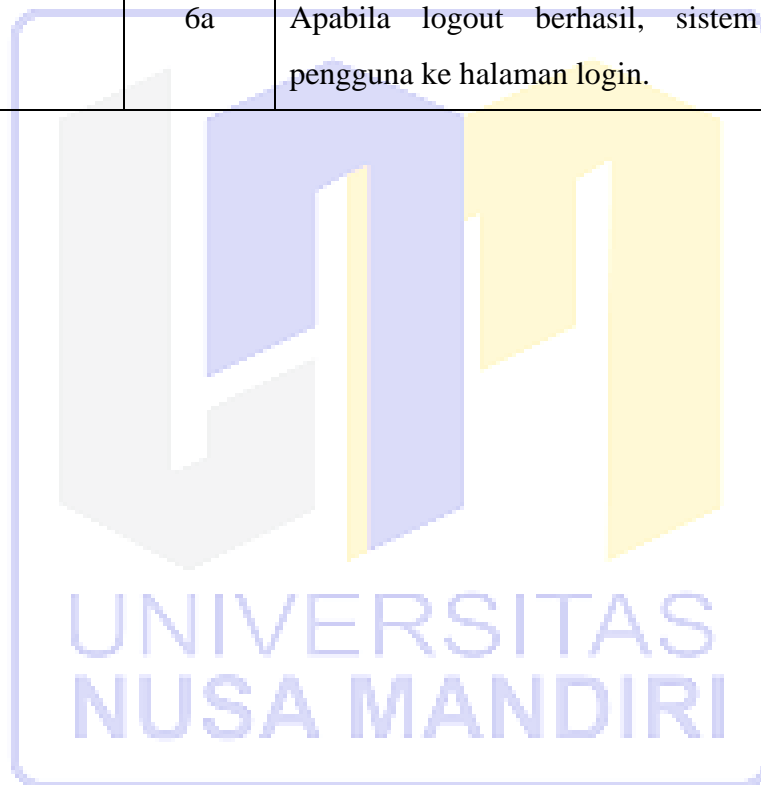 6a Apabila logout berhasil, sistem
pengguna ke halaman login.
UNIVERSITAS
NUSA MANDIRI